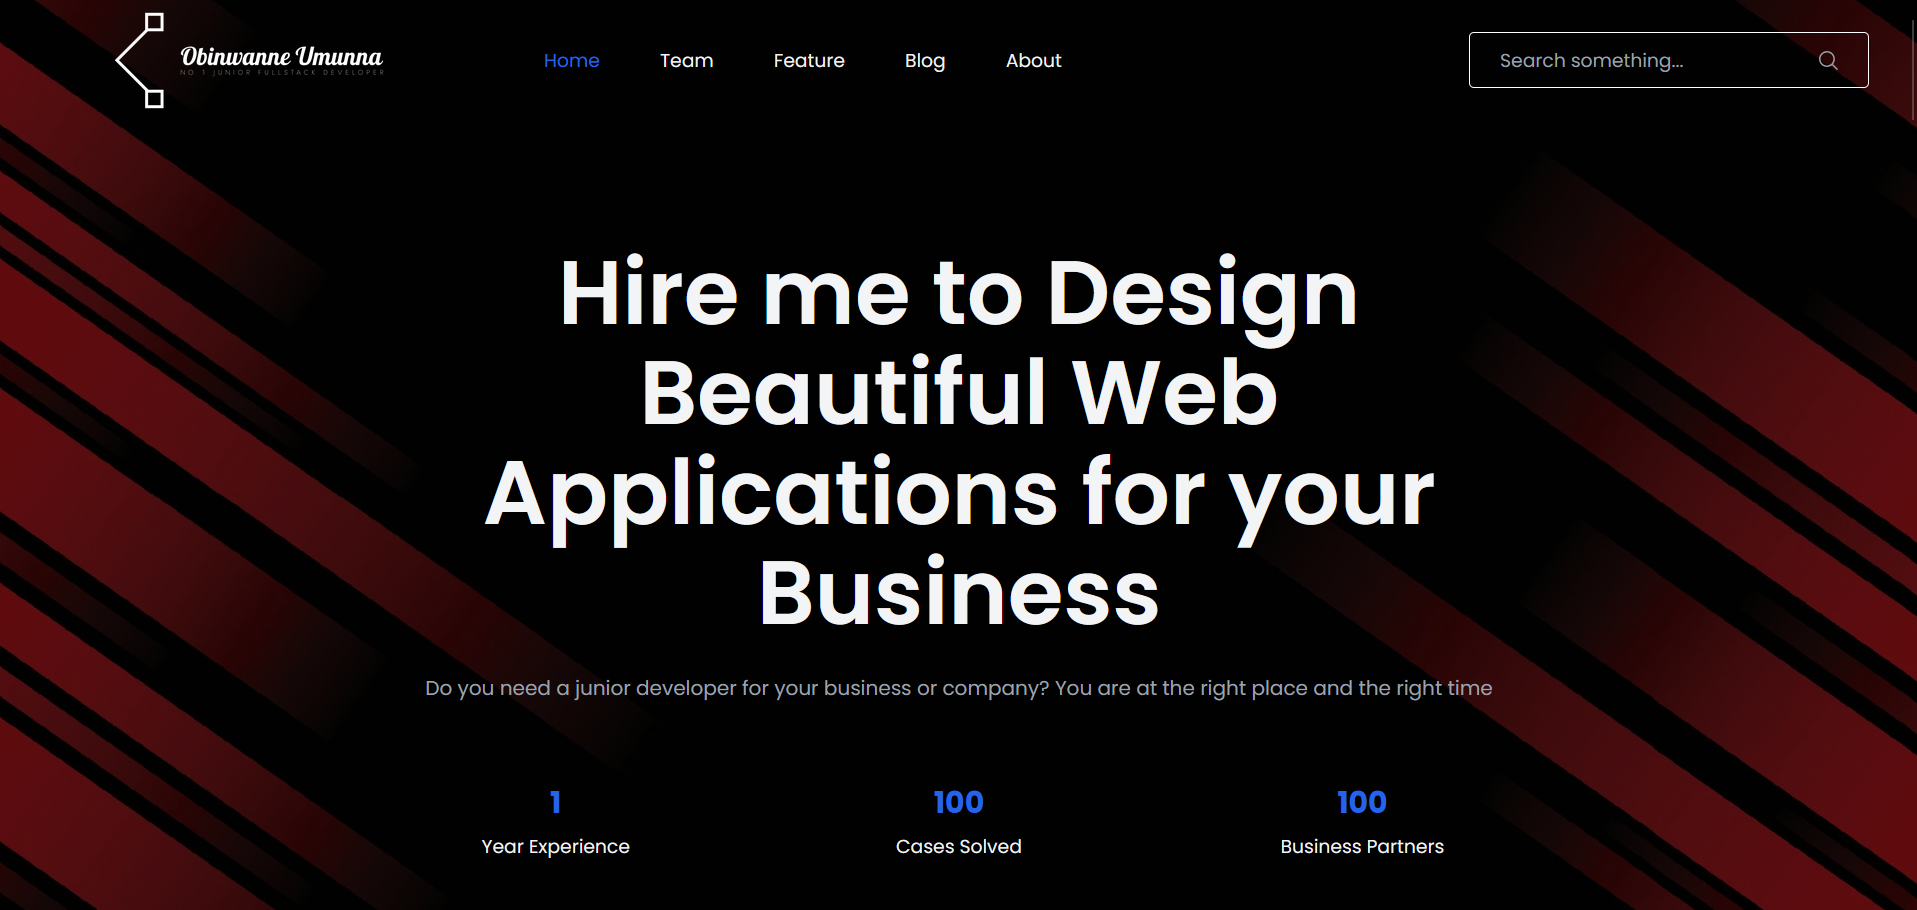 Obinwanne Umunna
NO 1 JUNIOR FULLSTACK DEVELOPER
Home
Team
Feature
Blog
About
Search something...
Hire me to Design
Beautiful Web
Applications for your
Business
Do you need a junior developer for your business or company? You are at the right place and the right time
1
Year Experience
100
Cases Solved
100
Business Partners